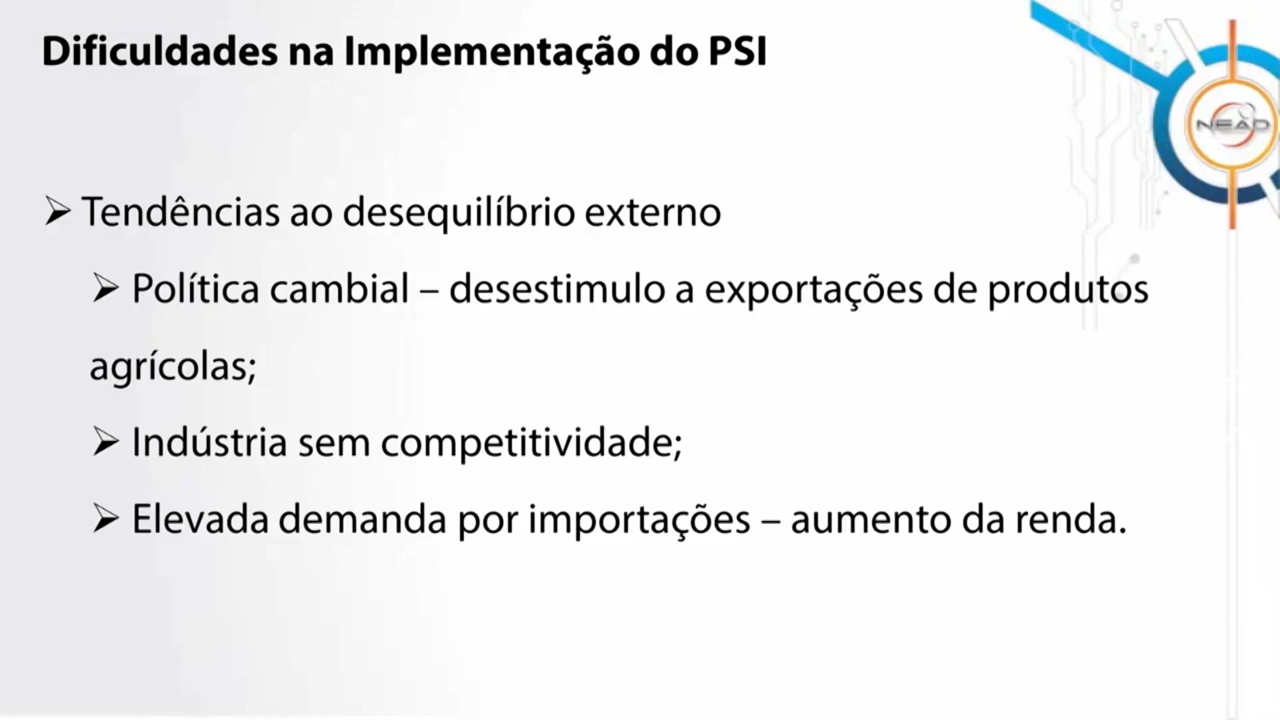 Dificuldades na Implementação do PSI
NEAD
➢ Tendências ao desequilíbrio externo
➢ Política cambial – desestimulo a exportações de produtos
agrícolas;
➢ Indústria sem competitividade;
➢ Elevada demanda por importações – aumento da renda.